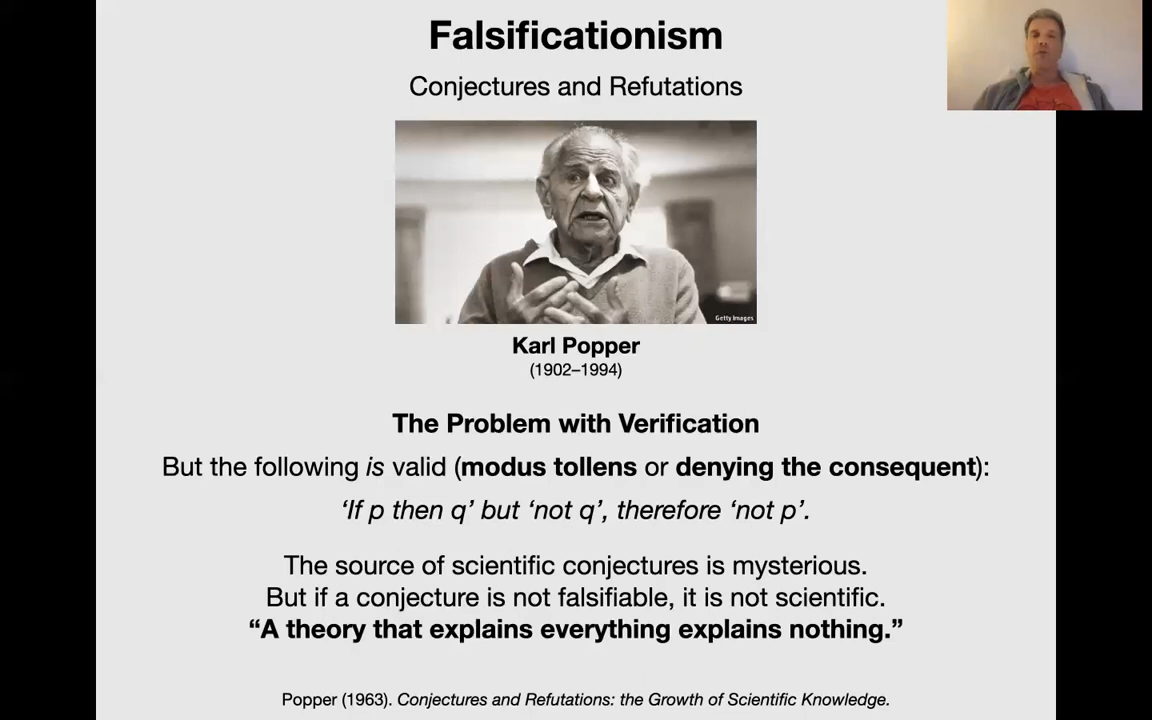 Falsificationism
Conjectures and Refutations
Getty Images
Karl Popper
(1902–1994)
The Problem with Verification
But the following is valid (modus tollens or denying the consequent):
‘If p then q’ but ‘not q’, therefore ‘not p’.
The source of scientific conjectures is mysterious.
But if a conjecture is not falsifiable, it is not scientific.
“A theory that explains everything explains nothing.”
Popper (1963). Conjectures and Refutations: the Growth of Scientific Knowledge.